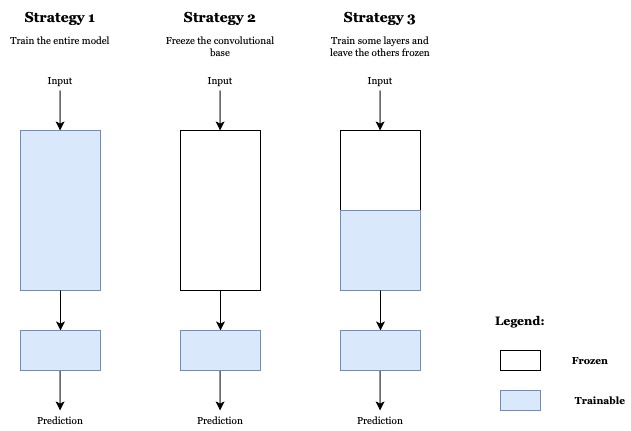 Strategy 1
Train the entire model
Input
Prediction
Strategy 2
Freeze the convolutional
base
Input
Prediction
Strategy 3
Train some layers and
leave the others frozen
Input
Prediction
Legend:
Frozen
Trainable